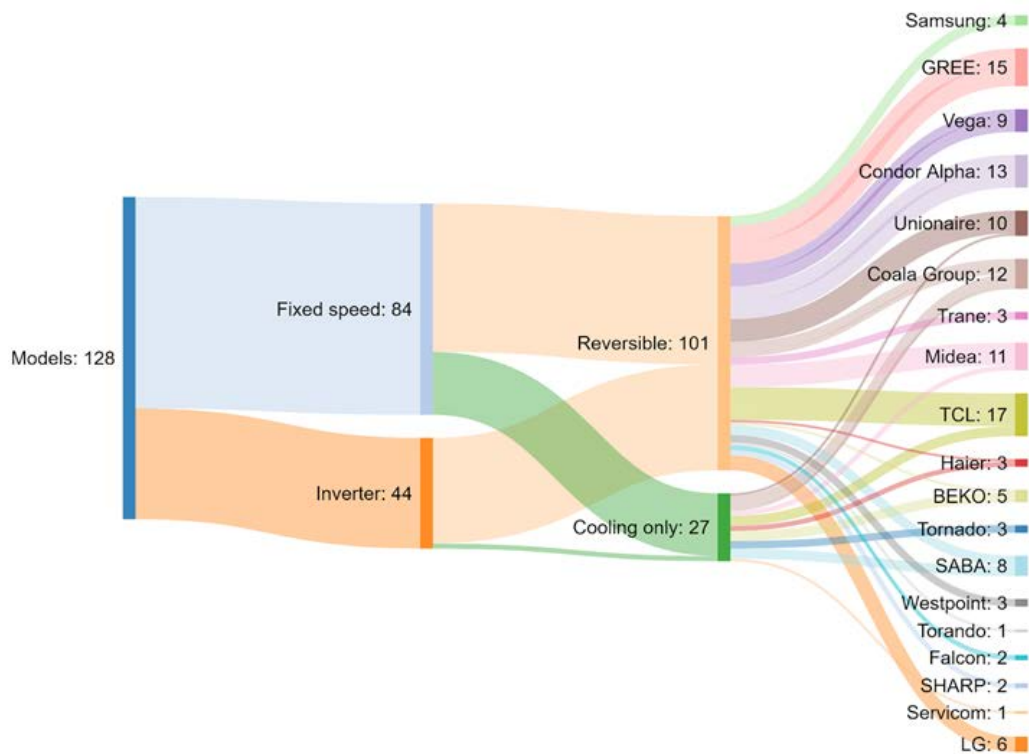 Models: 128
Fixed speed: 84
Inverter: 44
Reversible: 101
Cooling only: 27
Samsung: 4
GREE: 15
Vega: 9
Condor Alpha: 13
Unionaire: 10
Coala Group: 12
Trane: 3
Midea: 11
TCL: 17
Haier: 3
BEKO: 5
Tornado: 3
SABA: 8
Westpoint: 3
Torando: 1
Falcon: 2
SHARP: 2
Servicom: 1
LG: 6